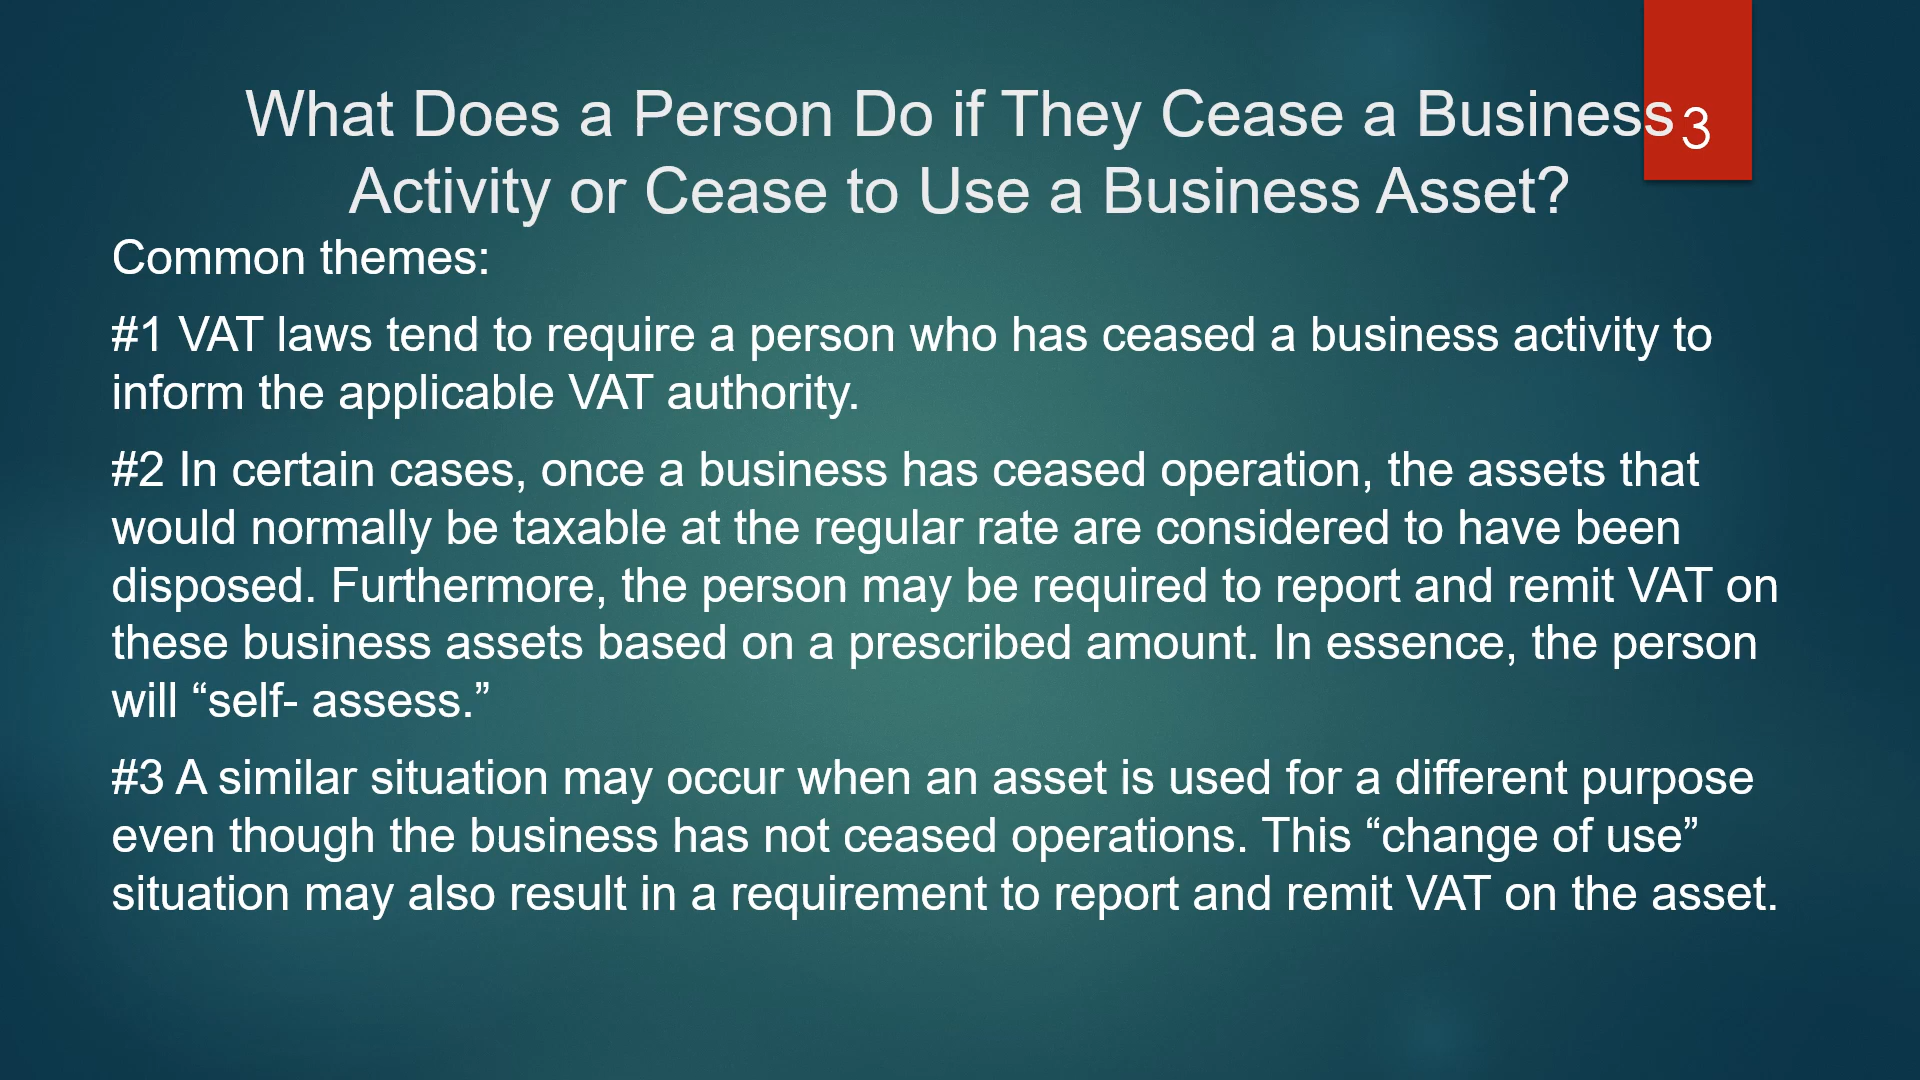 What Does a Person Do if They Cease a Business
3
Activity or Cease to Use a Business Asset?
Common themes:
#1 VAT laws tend to require a person who has ceased a business activity to
inform the applicable VAT authority.
#2 In certain cases, once a business has ceased operation, the assets that
would normally be taxable at the regular rate are considered to have been
disposed. Furthermore, the person may be required to report and remit VAT on
these business assets based on a prescribed amount. In essence, the person
will “self- assess.”
#3 A similar situation may occur when an asset is used for a different purpose
even though the business has not ceased operations. This “change of use”
situation may also result in a requirement to report and remit VAT on the asset.